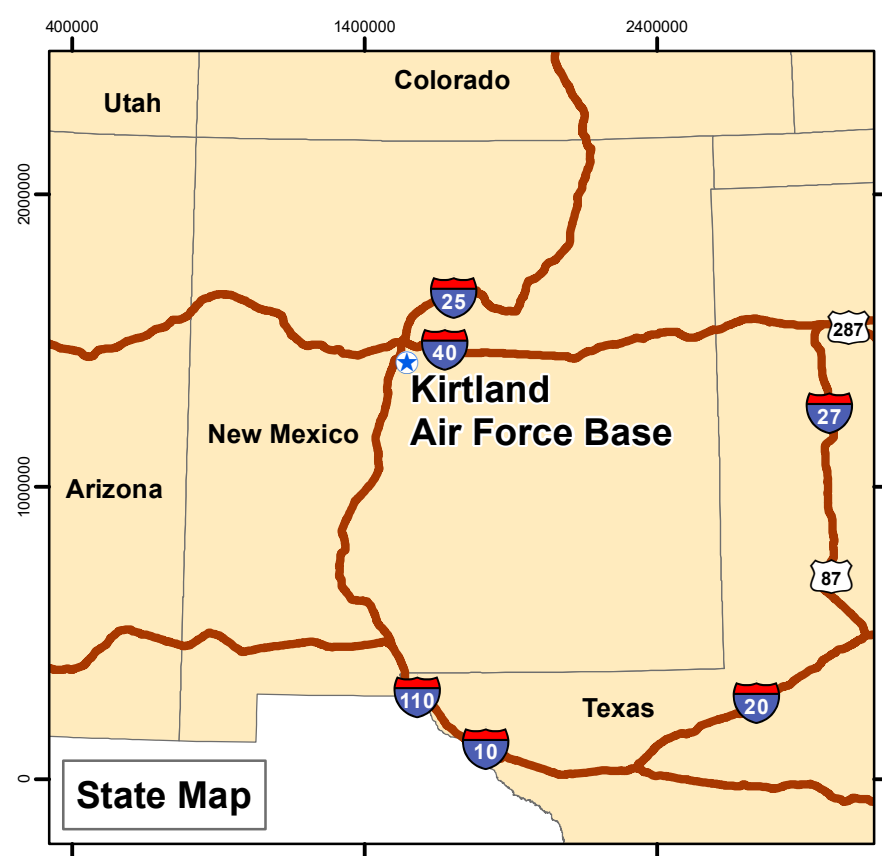 400000
1400000
2400000
Colorado
Utah
2000000
25
287
40
Kirtland
Air Force Base
27
New Mexico
1000000
Arizona
87
110
20
Texas
10
0
State Map